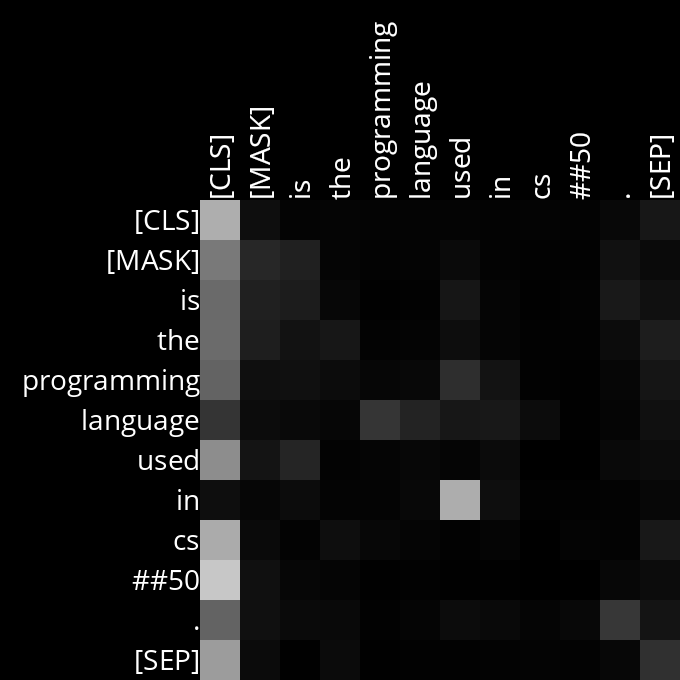 [CLS] [MASK] is the programming language used in cs ##50 . [SEP]
[CLS]
[MASK]
is
the
programming
language
used
in
cs
##50
.
[SEP]